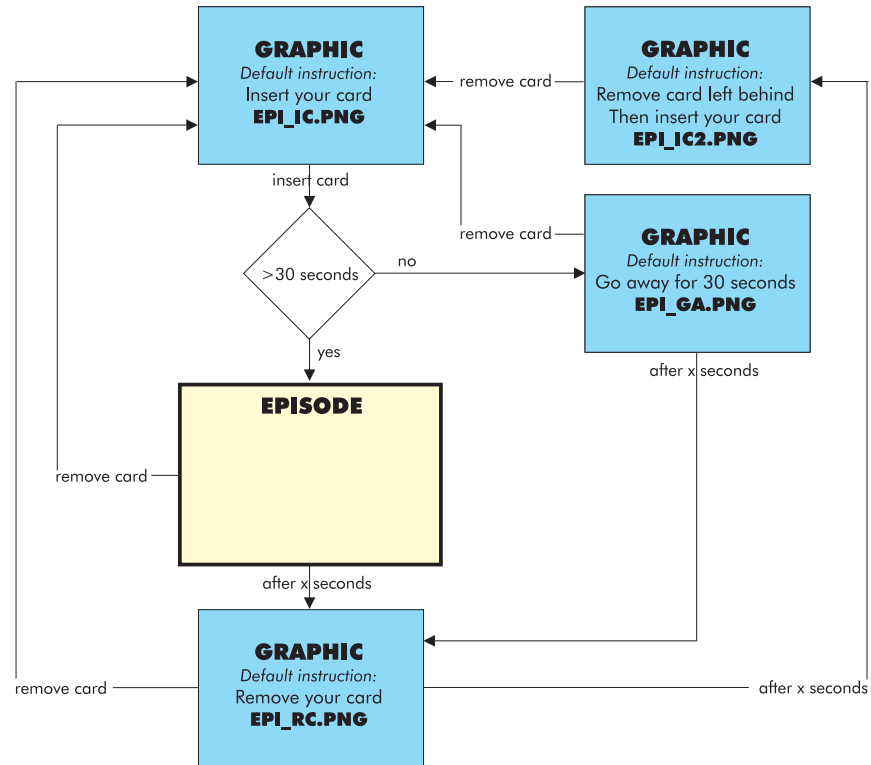 GRAPHIC
Default instruction:
Insert your card
EPI_IC.PNG
remove card
GRAPHIC
Default instruction:
Remove card left behind
Then insert your card
EPI_IC2.PNG
insert card
>30 seconds
no
remove card
GRAPHIC
Default instruction:
Go away for 30 seconds
EPI_GA.PNG
yes
after x seconds
EPISODE
remove card
after x seconds
GRAPHIC
Default instruction:
Remove your card
EPI_RC.PNG
remove card
after x seconds